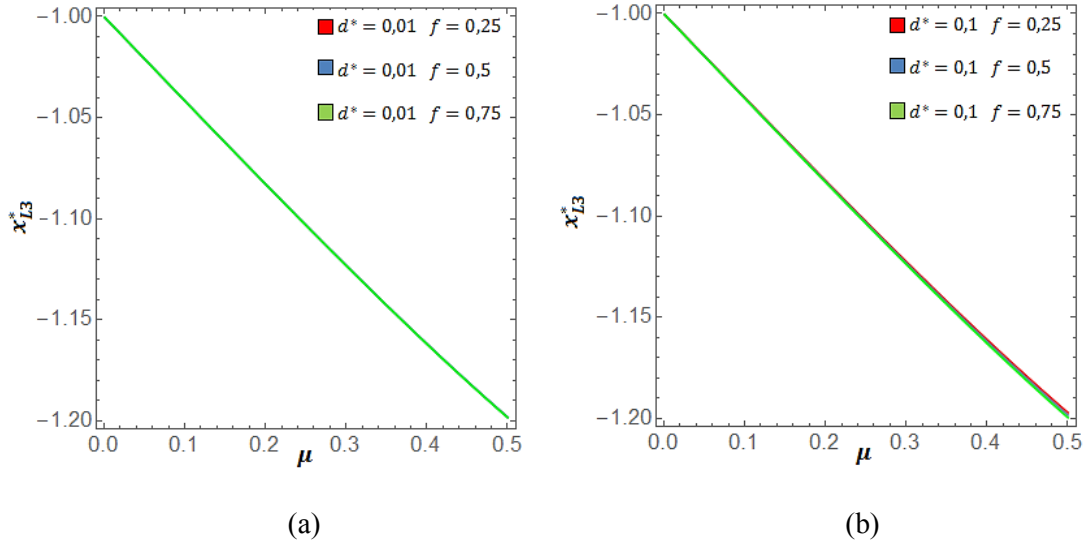 d* = 0,01 f = 0,25
d* = 0,01 f = 0,5
d* = 0,01 f = 0,75
−1.00
−1.05
−1.10
−1.15
−1.20
x*L3
0.0 0.1 0.2 0.3 0.4 0.5
μ
(a)
d* = 0,1 f = 0,25
d* = 0,1 f = 0,5
d* = 0,1 f = 0,75
−1.00
−1.05
−1.10
−1.15
−1.20
x*L3
0.0 0.1 0.2 0.3 0.4 0.5
μ
(b)